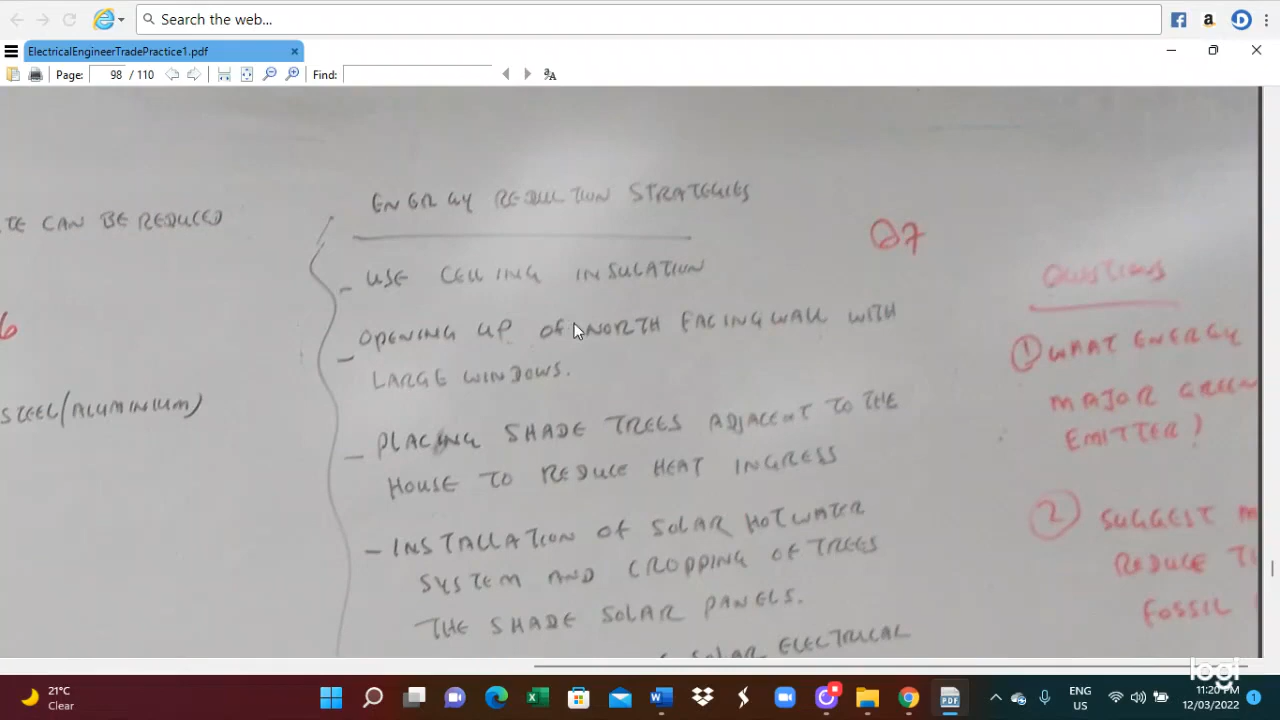 Search the web...
ElectricalEngineerTradePractice1.pdf
Page: 98 / 110 Find:
TE CAN BE REDUCED
6
STEEL/ALUMINIUM)
ENERGY REDUCTION STRATEGIES
Q7
- USE CEILING INSULATION
- OPENING UP OF NORTH FACING WALL WITH
LARGE WINDOWS.
- PLACING SHADE TREES ADJACENT TO THE
HOUSE TO REDUCE HEAT INGRESS
- INSTALLATION OF SOLAR HOTWATER
SYSTEM AND CROPPING OF TREES
THE SHADE SOLAR PANELS.
SOLAR ELECTRICAL
QUESTIONS
① WHAT ENERGY
MAJOR GREEN
EMITTER)
② SUGGEST M
REDUCE T
FOSSIL
logi
21°C
Clear
ENG
US
11:20 PM
12/03/2022